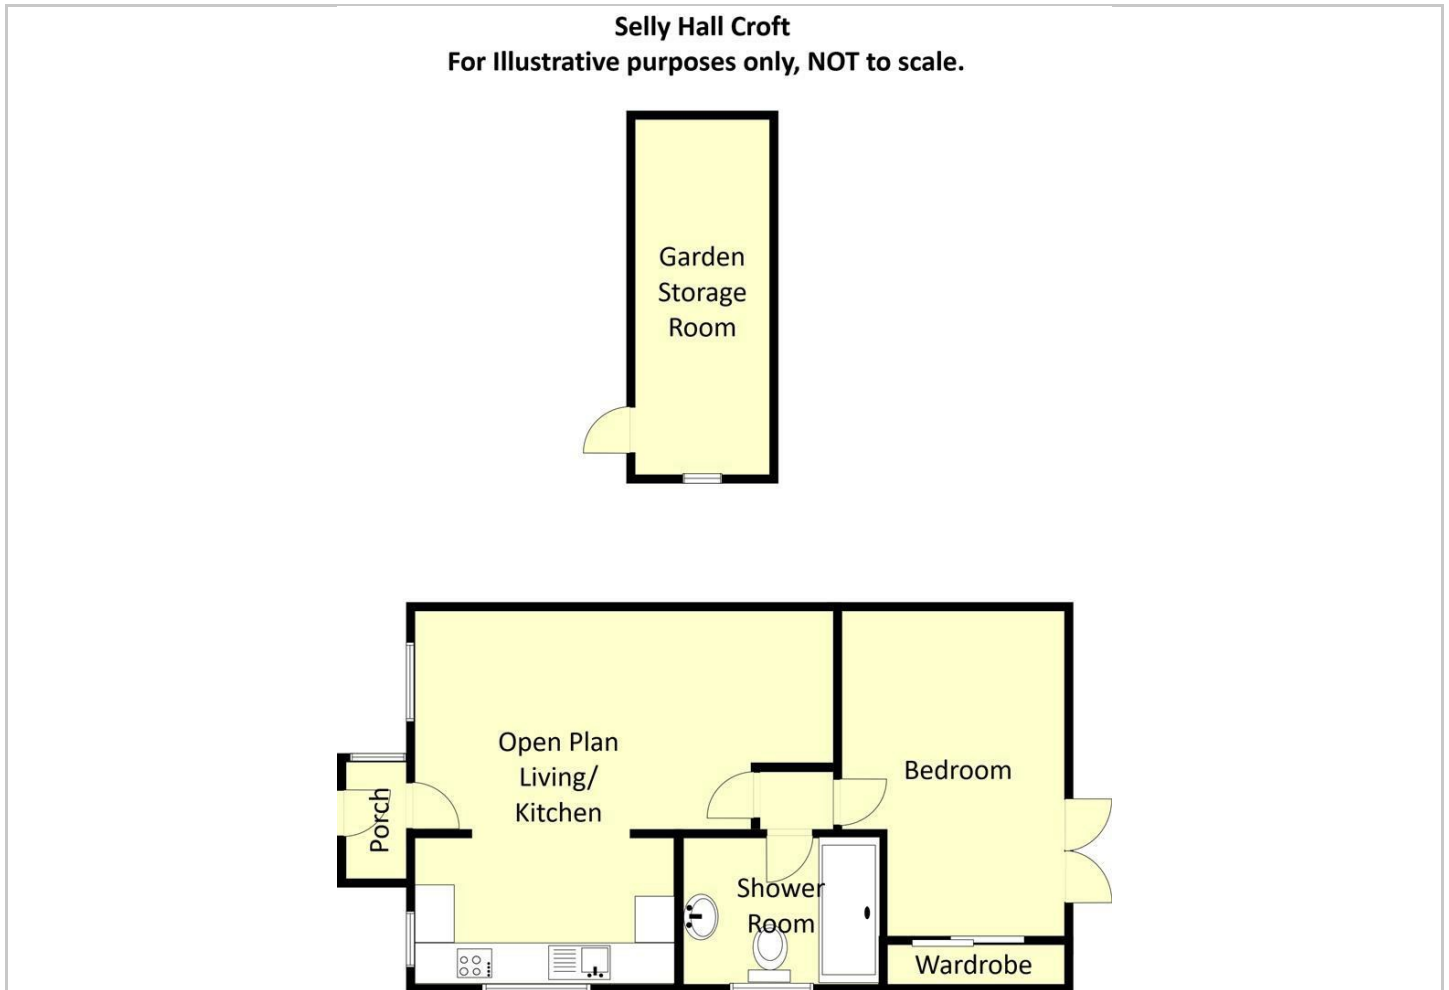 Selly Hall Croft
For Illustrative purposes only, NOT to scale.
Garden
Storage
Room
Open Plan
Living/
Kitchen
Bedroom
Porch
Shower
Room
Wardrobe